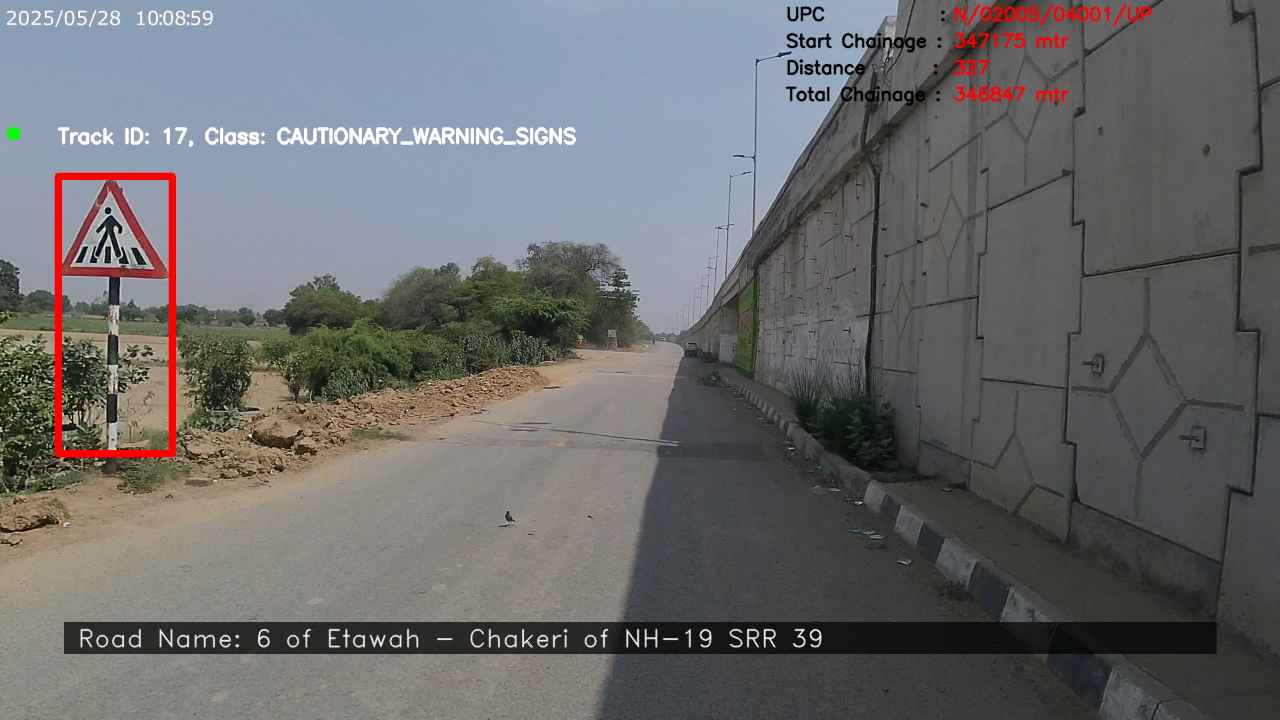 2025/05/28 10:08:59
UPC : N/02005/04001/UP
Start Chainage : 347175 mtr
Distance : 327
Total Chainage : 346847 mtr
Track ID: 17, Class: CAUTIONARY_WARNING_SIGNS
Road Name: 6 of Etawah - Chakeri of NH-19 SRR 39